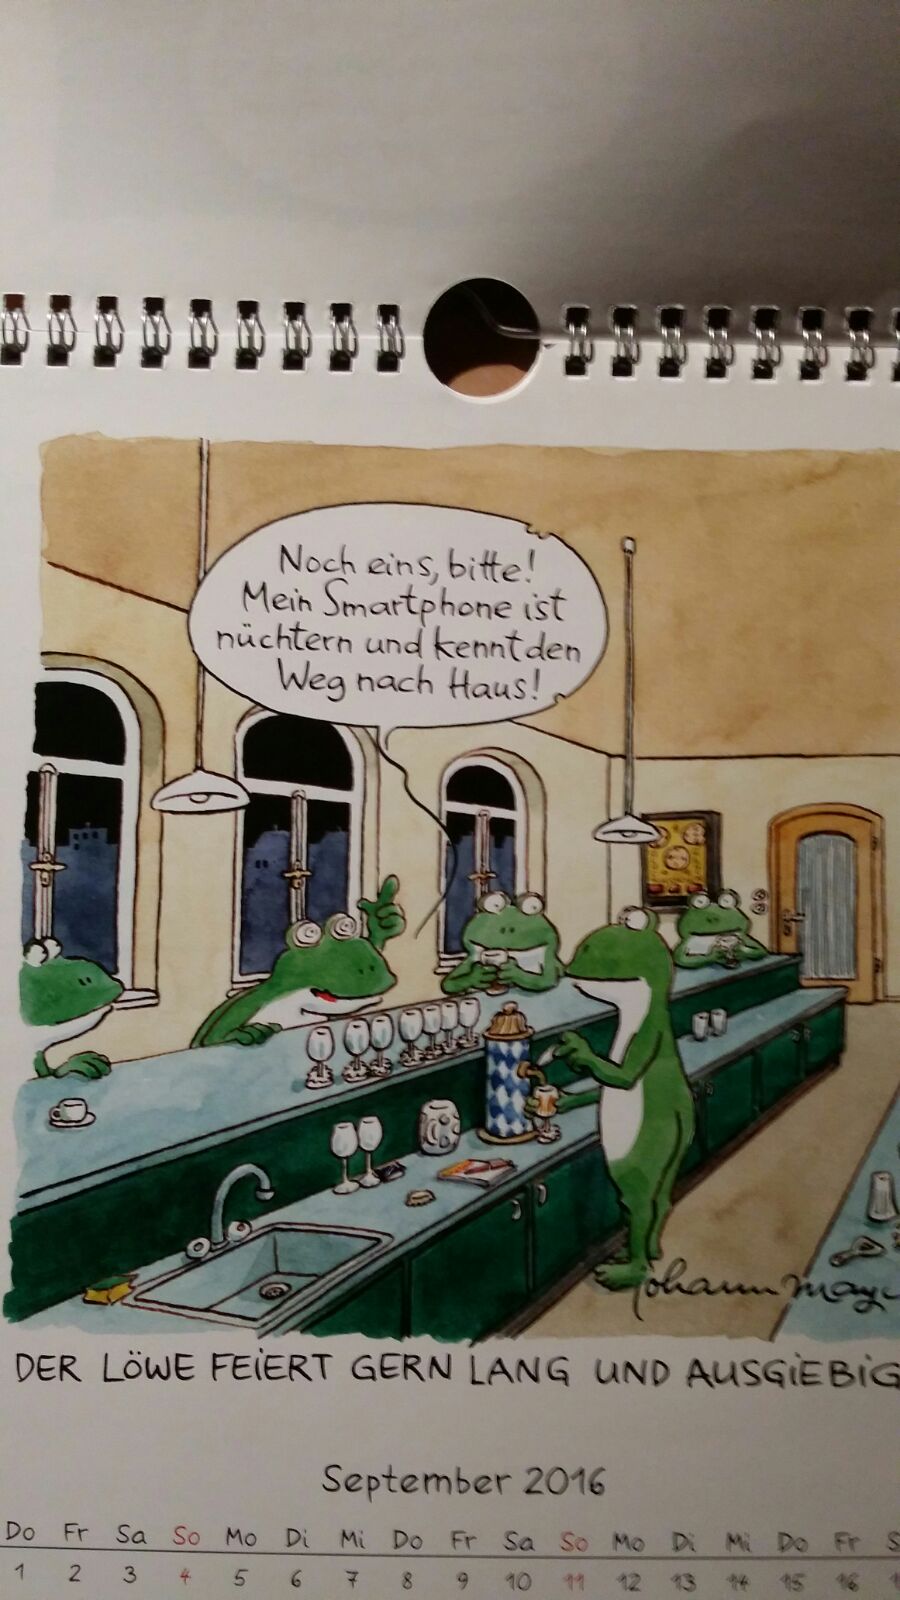 Noch eins, bitte!
Mein Smartphone ist
nüchtern und kennt den
Weg nach Haus!
Johann May
DER LÖWE FEIERT GERN LANG UND AUSGIEBIG
September 2016
Do Fr Sa So Mo Di Mi Do Fr Sa So Mo Di Mi Do Fr S
1 2 3 4 5 6 7 8 9 10 11 12 13 14 15 16